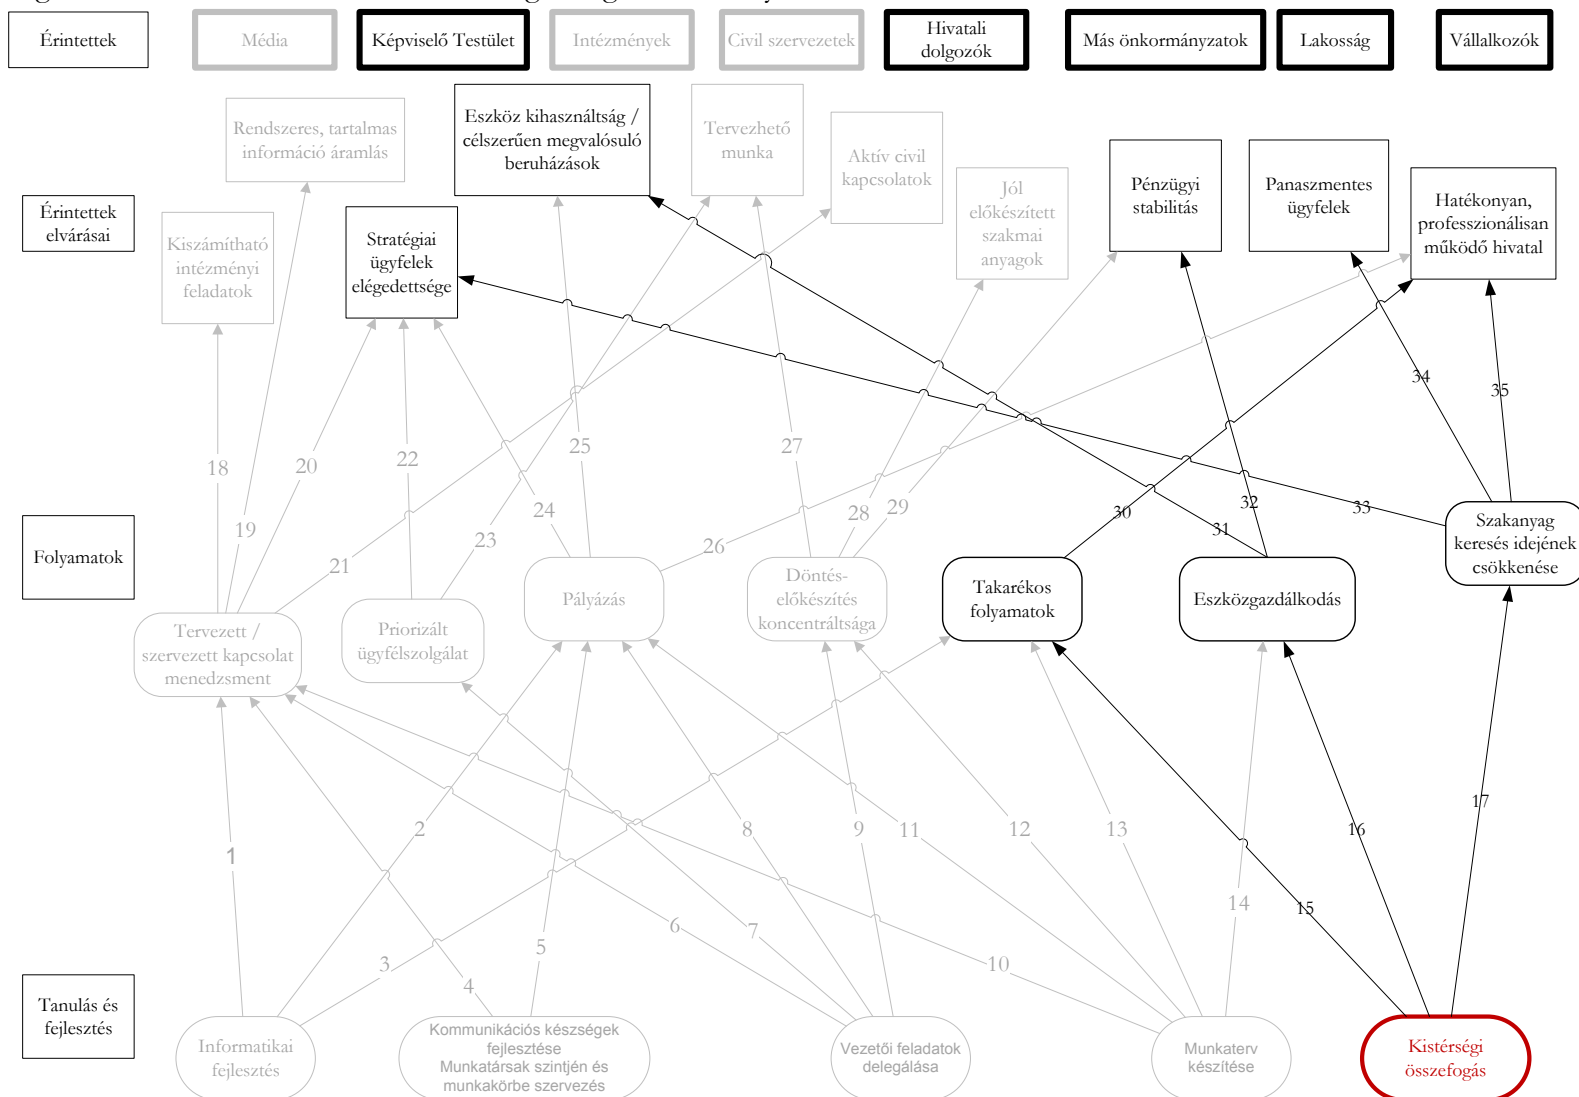 Érintettek
Média
Képviselő Testület
Intézmények
Civil szervezetek
Hivatali
dolgozók
Más önkormányzatok
Lakosság
Vállalkozók
Érintettek
elvárásai
Kiszámítható
intézményi
feladatok
Rendszeres, tartalmas
információ áramlás
Stratégiai
ügyfelek
elégedettsége
Eszköz kihasználtság /
célszerűen megvalósuló
beruházások
Tervezhető
munka
Aktív civil
kapcsolatok
Jól
előkészített
szakmai
anyagok
Pénzügyi
stabilitás
Panaszmentes
ügyfelek
Hatékonyan,
professzionálisan
működő hivatal
18
19
20
21
22
23
24
25
26
27
28
29
30
31
32
33
34
35
Folyamatok
Tervezett /
szervezett kapcsolat
menedzsment
Priorizált
ügyfélszolgálat
Pályázás
Döntés-
előkészítés
koncentráltsága
Takarékos
folyamatok
Eszközgazdálkodás
Szakanyag
keresés idejének
csökkenése
1
2
3
4
5
6
7
8
9
10
11
12
13
14
15
16
17
Tanulás és
fejlesztés
Informatikai
fejlesztés
Kommunikációs készségek
fejlesztése
Munkatársak szintjén és
munkakörbe szervezés
Vezetői feladatok
delegálása
Munkaterv
készítése
Kistérségi
összefogás